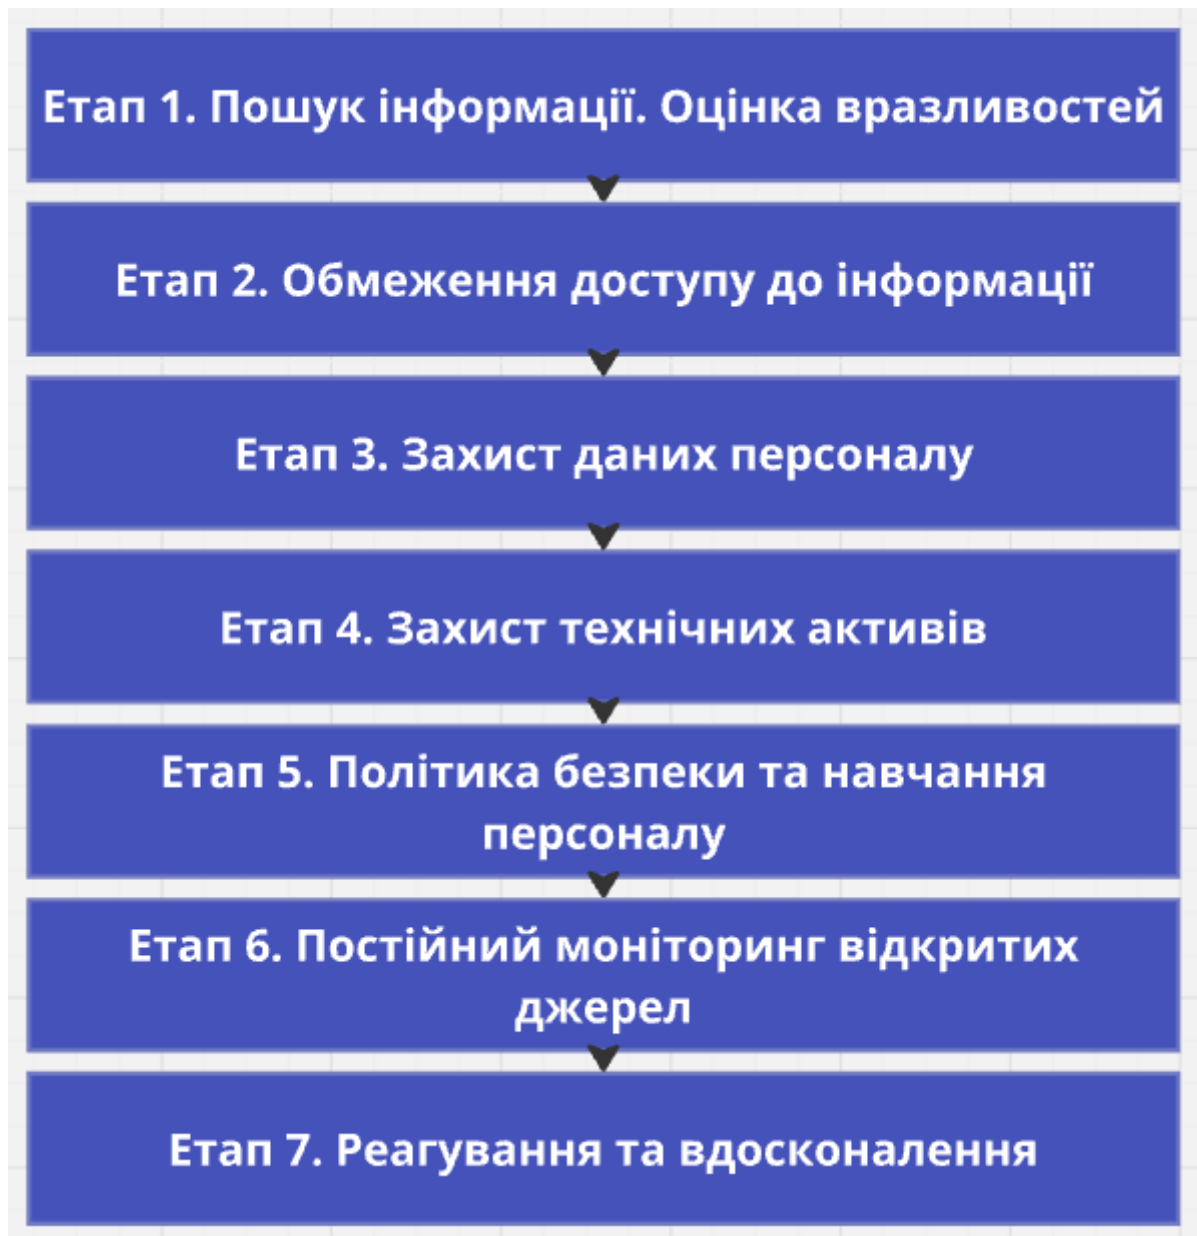 Етап 1. Пошук інформації. Оцінка вразливостей
Етап 2. Обмеження доступу до інформації
Етап 3. Захист даних персоналу
Етап 4. Захист технічних активів
Етап 5. Політика безпеки та навчання
персоналу
Етап 6. Постійний моніторинг відкритих
джерел
Етап 7. Реагування та вдосконалення